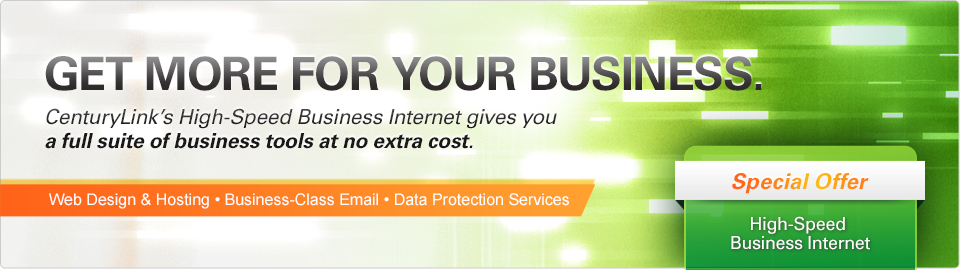 GET MORE FOR YOUR BUSINESS.
CenturyLink's High-Speed Business Internet gives you
a full suite of business tools at no extra cost.
Web Design & Hosting • Business-Class Email • Data Protection Services
Special Offer
High-Speed
Business Internet